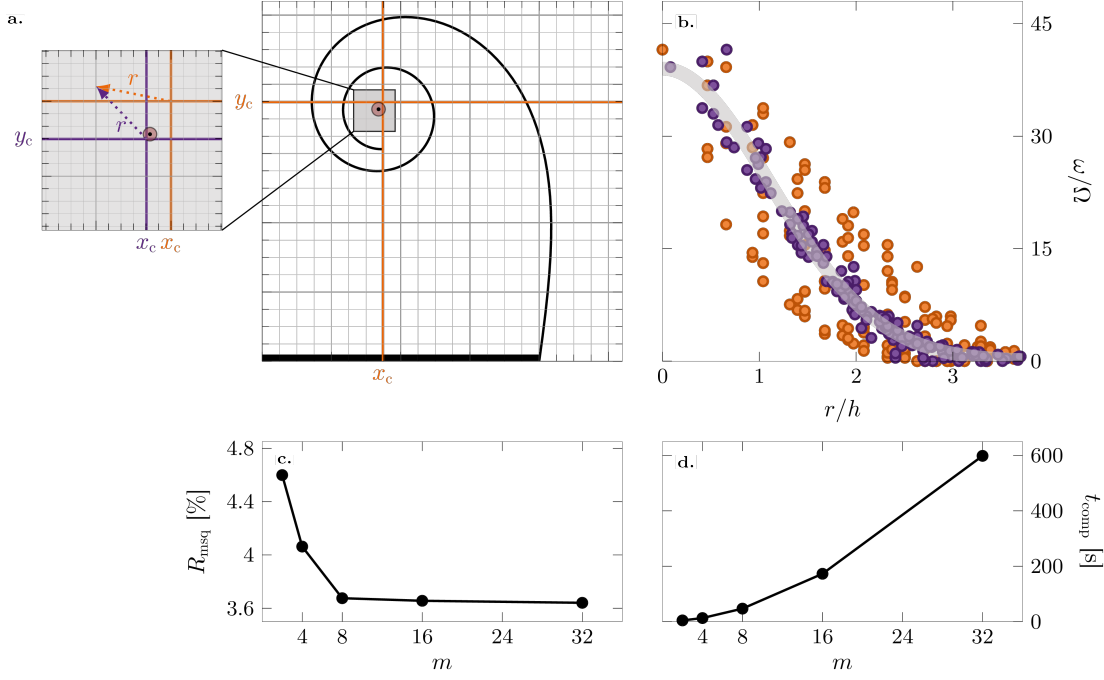 a.
r
r
y_c
x_c x_c
y_c
x_c
b.
45
30
15
0
ω/Ω
0 1 2 3
r/h
c.
4.8
4.4
4
3.6
R_msq [%]
4 8 16 24 32
m
d.
600
400
200
0
t_comp [s]
4 8 16 24 32
m